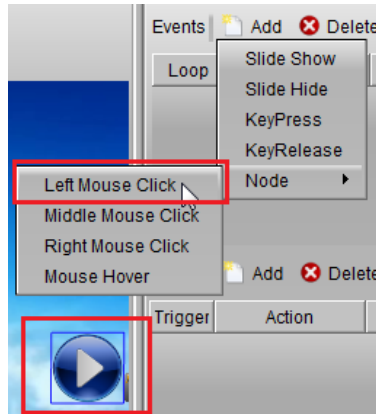 Events Add Delete
Loop
Slide Show
Slide Hide
KeyPress
KeyRelease
Node
Left Mouse Click
Middle Mouse Click
Right Mouse Click
Mouse Hover
Add Delete
Trigger Action